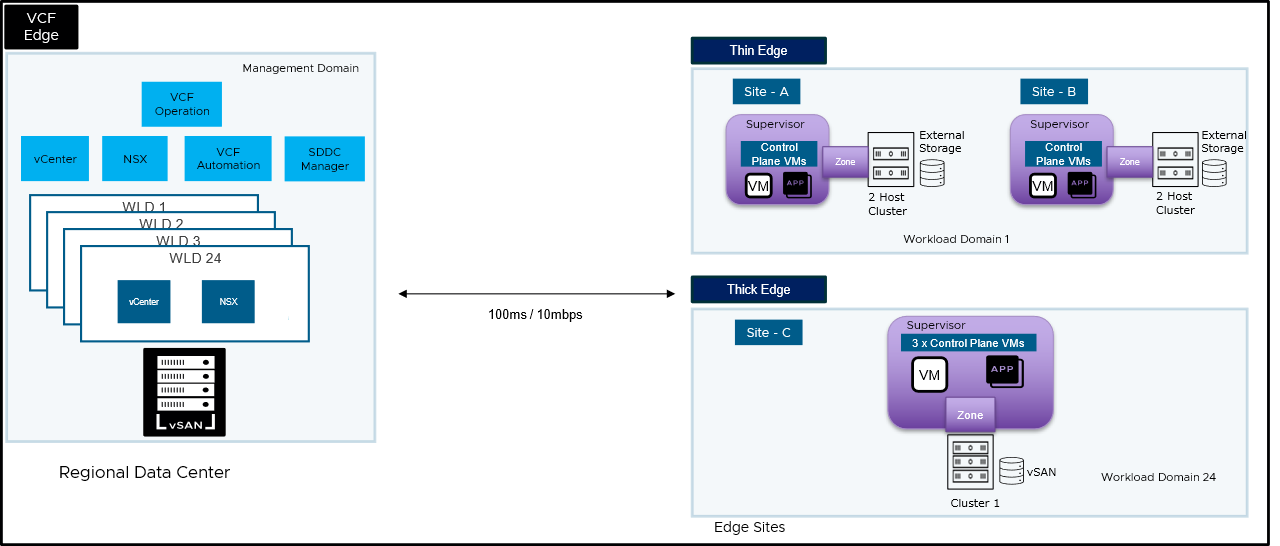 VCF
Edge
Management Domain
VCF
Operation
vCenter
NSX
VCF
Automation
SDDC
Manager
WLD 1
WLD 2
WLD 3
WLD 24
vCenter
NSX
vSAN
Regional Data Center
100ms / 10mbps
Thin Edge
Site - A
Supervisor
Control
Plane VMs
VM
APP
Zone
External
Storage
2 Host
Cluster
Site - B
Supervisor
Control
Plane VMs
VM
APP
Zone
External
Storage
2 Host
Cluster
Workload Domain 1
Thick Edge
Site - C
Supervisor
3 x Control Plane VMs
VM
APP
Zone
vSAN
Cluster 1
Workload Domain 24
Edge Sites